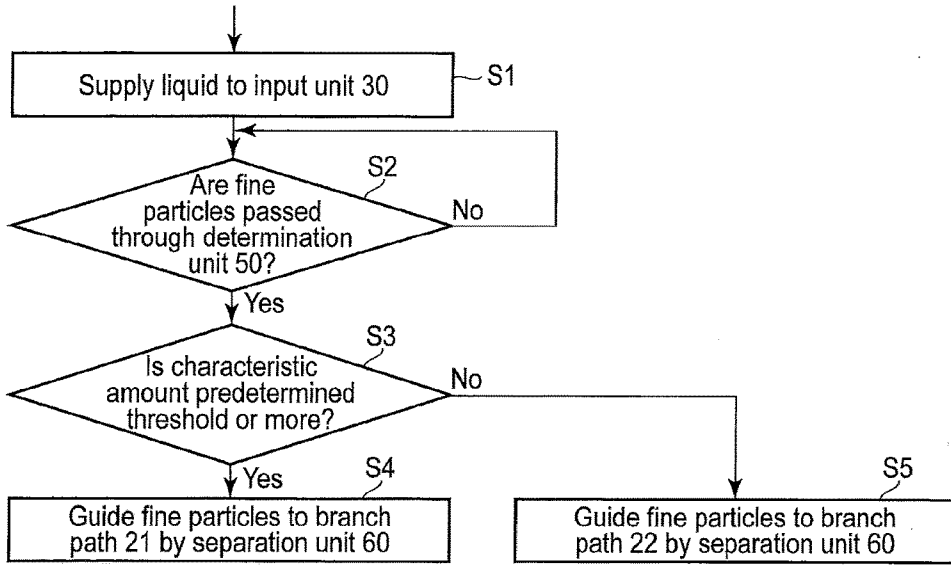 Supply liquid to input unit 30
S1
S2
Are fine
particles passed
through determination
unit 50?
No
Yes
S3
Is characteristic
amount predetermined
threshold or more?
No
Yes
S4
Guide fine particles to branch
path 21 by separation unit 60
S5
Guide fine particles to branch
path 22 by separation unit 60